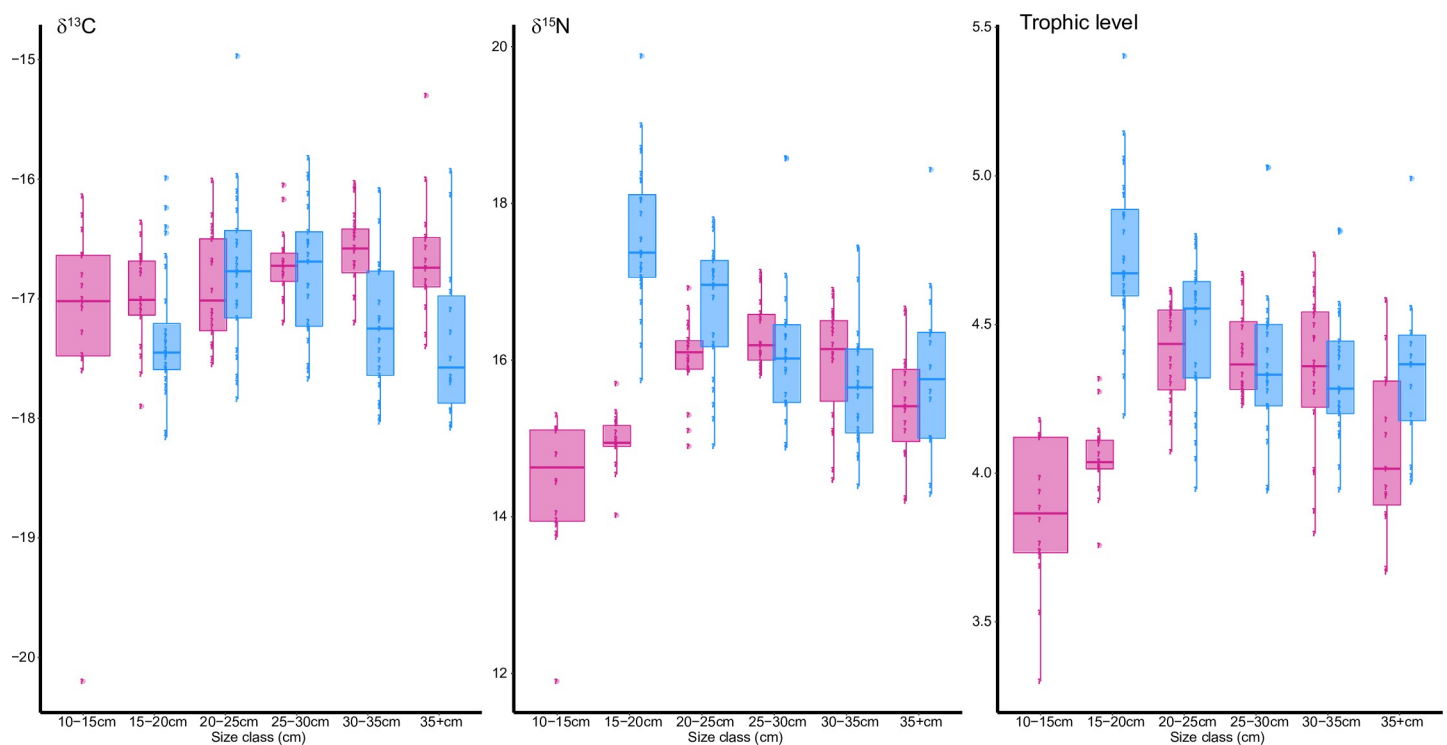 δ¹³C
−15
−16
−17
−18
−19
−20
10−15cm 15−20cm 20−25cm 25−30cm 30−35cm 35+cm
Size class (cm)
δ¹⁵N
20
18
16
14
12
10−15cm 15−20cm 20−25cm 25−30cm 30−35cm 35+cm
Size class (cm)
Trophic level
5.5
5.0
4.5
4.0
3.5
10−15cm 15−20cm 20−25cm 25−30cm 30−35cm 35+cm
Size class (cm)